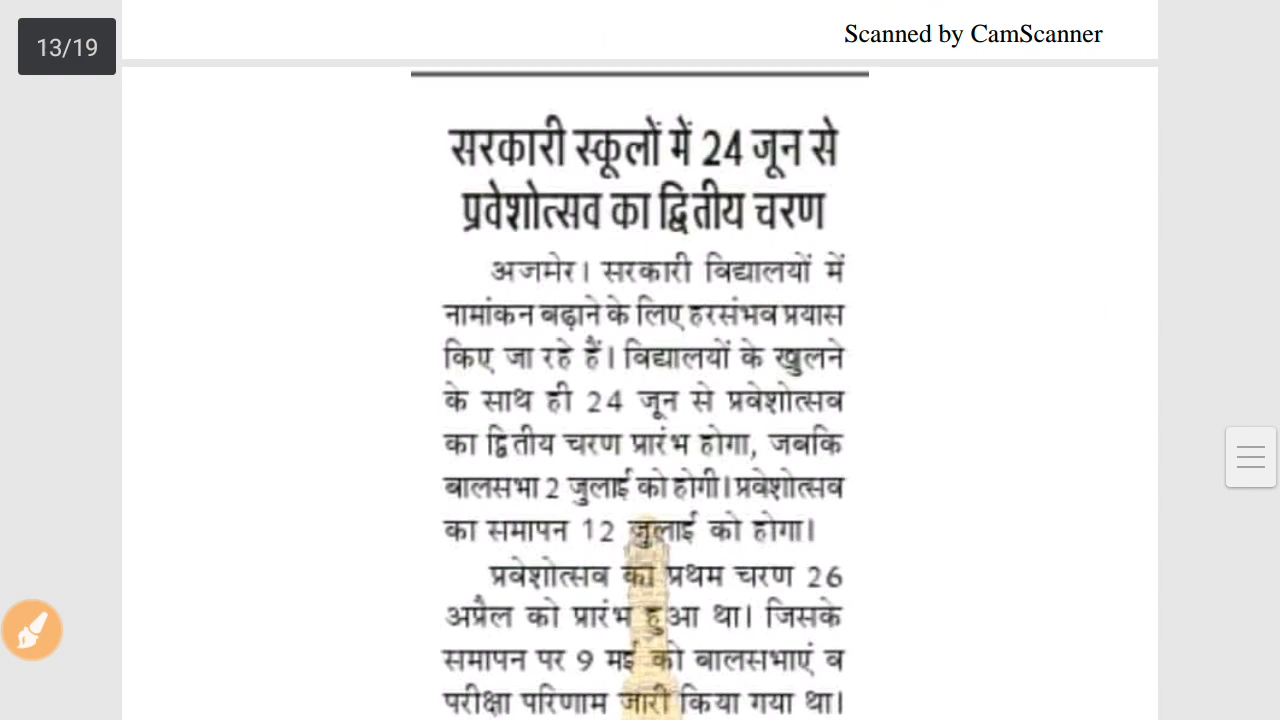 13/19
Scanned by CamScanner
सरकारी स्कूलों में 24 जून से
प्रवेशोत्सव का द्वितीय चरण
अजमेर। सरकारी विद्यालयों में
नामांकन बढ़ाने के लिए हरसंभव प्रयास
किए जा रहे हैं। विद्यालयों के खुलने
के साथ ही 24 जून से प्रवेशोत्सव
का द्वितीय चरण प्रारंभ होगा, जबकि
बालसभा 2 जुलाई को होगी। प्रवेशोत्सव
का समापन 12 जुलाई को होगा।
प्रवेशोत्सव का प्रथम चरण 26
अप्रैल को प्रारंभ हुआ था। जिसके
समापन पर 9 मई को बालसभाएं व
परीक्षा परिणाम जारी किया गया था।